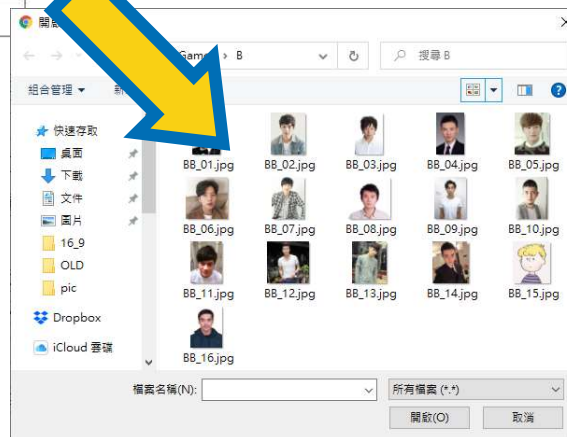 開
Game › B
搜尋 B
組合管理
新
快速存取
桌面
下載
文件
圖片
16_9
OLD
pic
Dropbox
iCloud 雲碟
BB_01.jpg BB_02.jpg BB_03.jpg BB_04.jpg BB_05.jpg
BB_06.jpg BB_07.jpg BB_08.jpg BB_09.jpg BB_10.jpg
BB_11.jpg BB_12.jpg BB_13.jpg BB_14.jpg BB_15.jpg
BB_16.jpg
檔案名稱(N):
所有檔案 (*.*)
開啟(O) 取消